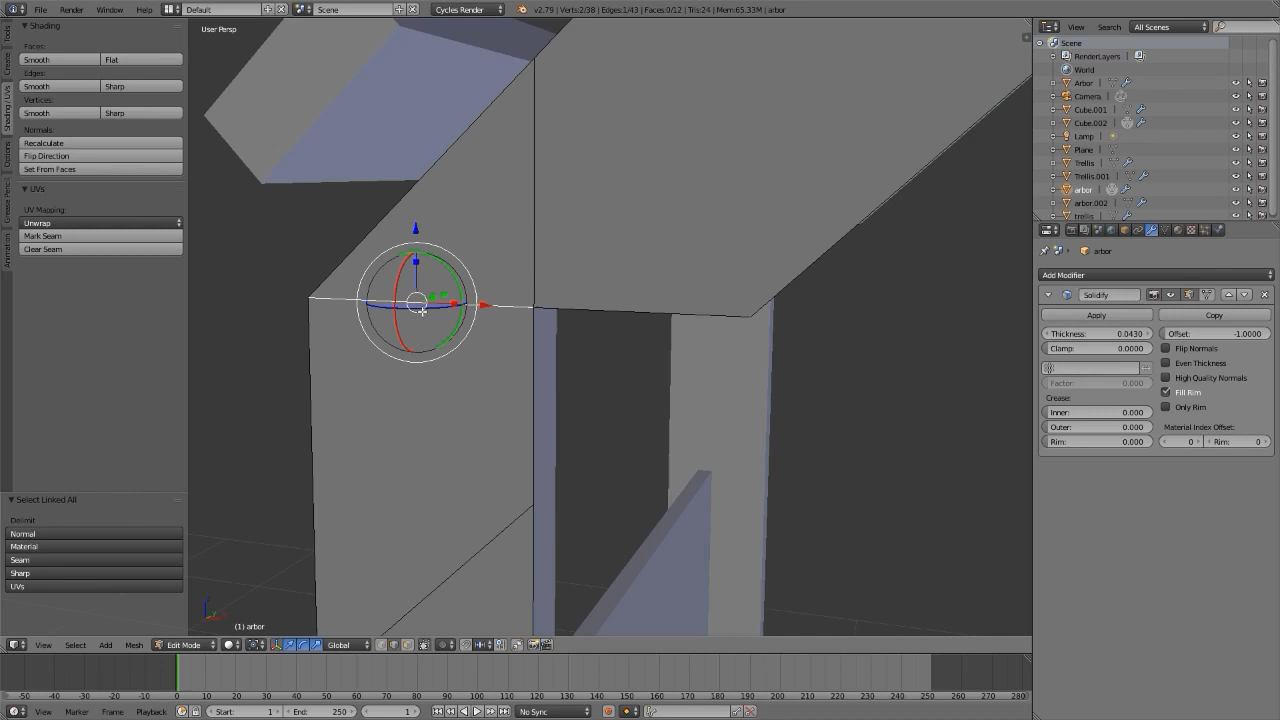 File Render Window Help Default Scene Cycles Render v2.79 | Verts:2/38 | Edges:1/43 | Faces:0/12 | Tris:24 | Mem:65.33M | arbor
Tools
Create
Shading / UVs
Options
Grease Pencil
Animation
Shading
Faces:
Smooth Flat
Edges:
Smooth Sharp
Vertices:
Smooth Sharp
Normals:
Recalculate
Flip Direction
Set From Faces
UVs
UV Mapping:
Unwrap
Mark Seam
Clear Seam
Select Linked All
Delimit
Normal
Material
Seam
Sharp
UVs
User Persp
(1) arbor
View Select Add Mesh Edit Mode Global
View Search All Scenes
Scene
RenderLayers
World
Arbor
Camera
Cube.001
Cube.002
Lamp
Plane
Trellis
Trellis.001
arbor
arbor.002
trellis
arbor
Add Modifier
Solidify
Apply Copy
Thickness: 0.0430 Offset: -1.0000
Clamp: 0.0000 Flip Normals
Even Thickness
High Quality Normals
Factor: 0.000 Fill Rim
Crease: Only Rim
Inner: 0.000
Outer: 0.000 Material Index Offset:
Rim: 0.000 0 Rim: 0
-50 -40 -30 -20 -10 0 10 20 30 40 50 60 70 80 90 100 110 120 130 140 150 160 170 180 190 200 210 220 230 240 250 260 270 280
View Marker Frame Playback Start: 1 End: 250 1 No Sync